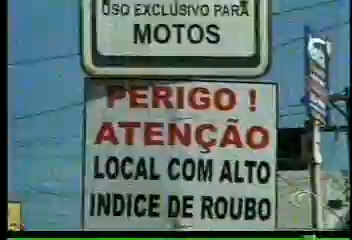 USO EXCLUSIVO PARA
MOTOS
PERIGO !
ATENÇÃO
LOCAL COM ALTO
INDICE DE ROUBO